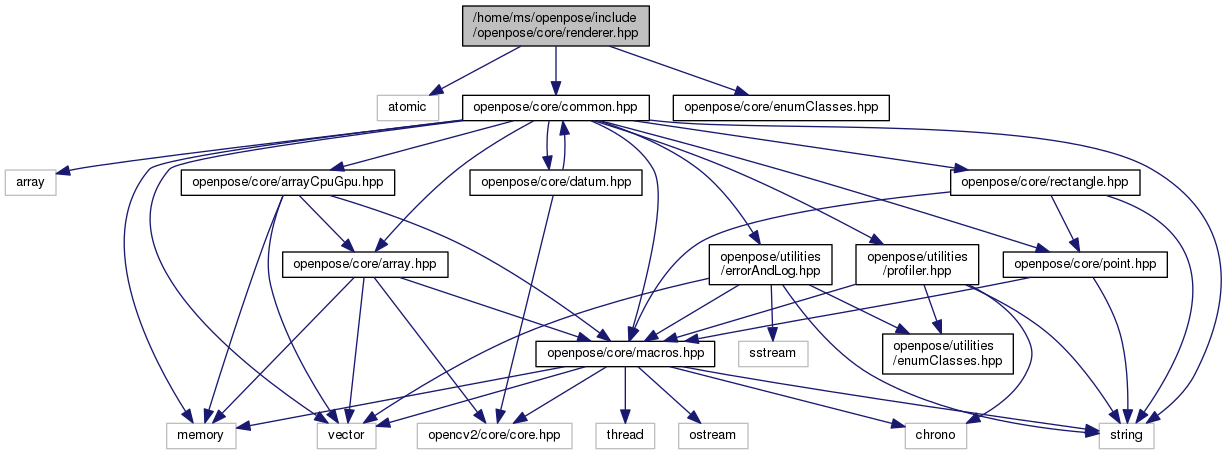 /home/ms/openpose/include
/openpose/core/renderer.hpp
atomic
openpose/core/common.hpp
openpose/core/enumClasses.hpp
array
openpose/core/arrayCpuGpu.hpp
openpose/core/datum.hpp
openpose/core/rectangle.hpp
openpose/core/array.hpp
openpose/utilities
/errorAndLog.hpp
openpose/utilities
/profiler.hpp
openpose/core/point.hpp
openpose/core/macros.hpp
sstream
openpose/utilities
/enumClasses.hpp
memory
vector
opencv2/core/core.hpp
thread
ostream
chrono
string